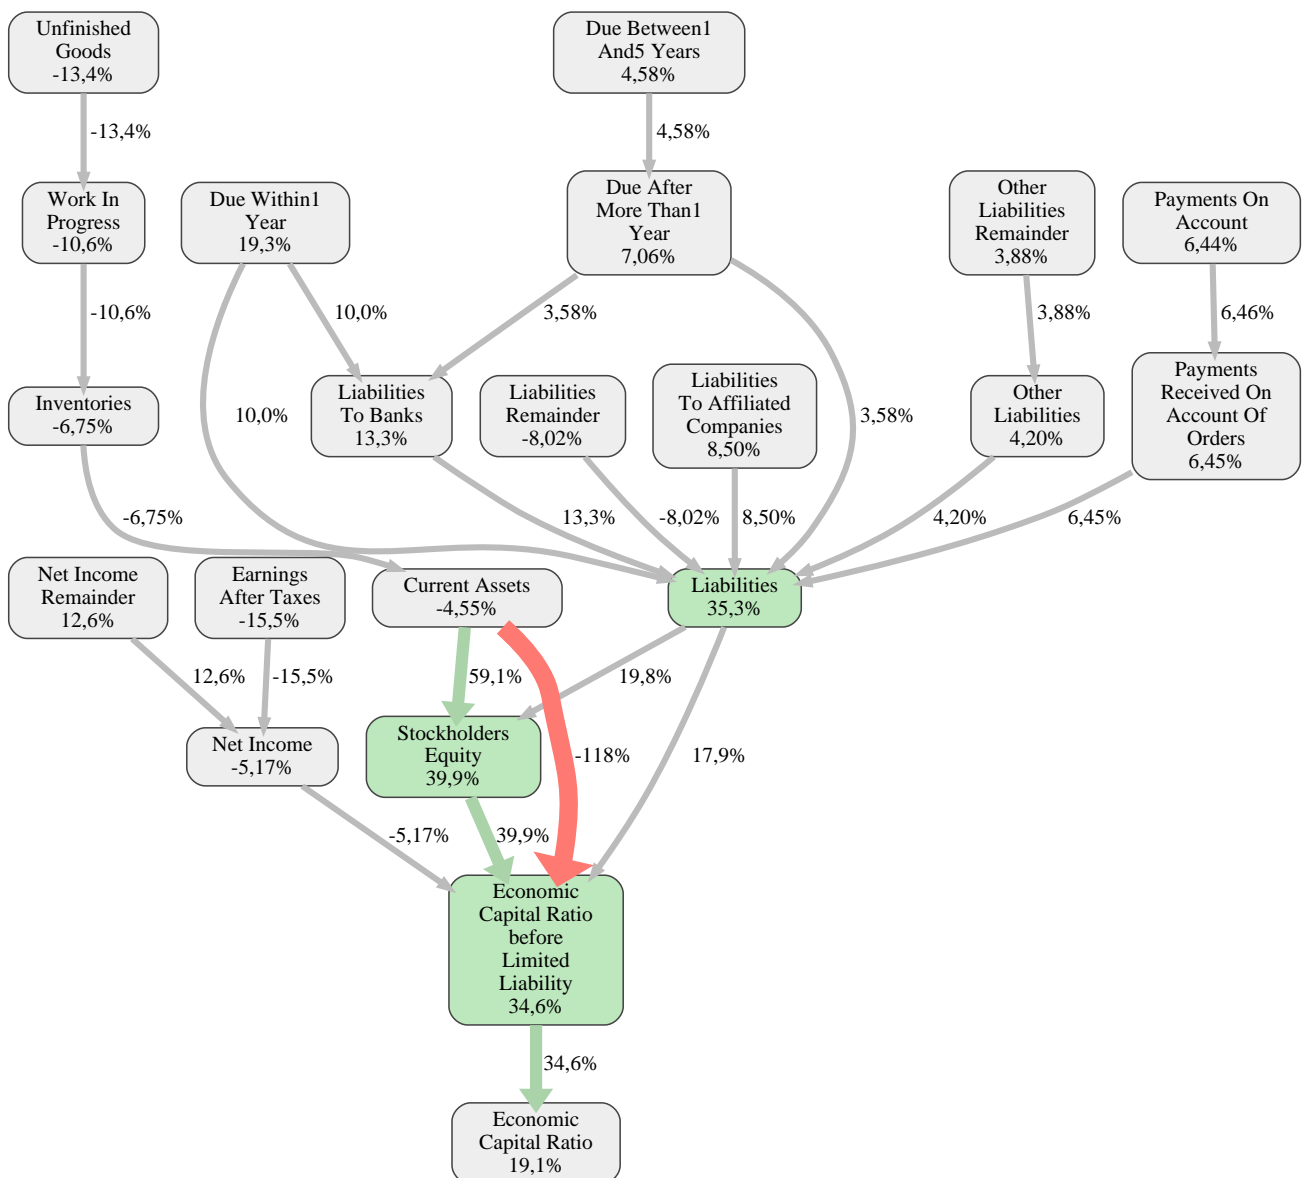 Unfinished
Goods
-13,4%
Due Between1
And5 Years
4,58%
-13,4%
4,58%
Work In
Progress
-10,6%
Due Within1
Year
19,3%
Due After
More Than1
Year
7,06%
Other
Liabilities
Remainder
3,88%
Payments On
Account
6,44%
-10,6%
10,0%
3,58%
3,88%
6,46%
Inventories
-6,75%
10,0%
Liabilities
To Banks
13,3%
Liabilities
Remainder
-8,02%
Liabilities
To Affiliated
Companies
8,50%
3,58%
Other
Liabilities
4,20%
Payments
Received On
Account Of
Orders
6,45%
-6,75%
13,3%
-8,02%
8,50%
4,20%
6,45%
Net Income
Remainder
12,6%
Earnings
After Taxes
-15,5%
Current Assets
-4,55%
Liabilities
35,3%
12,6%
-15,5%
59,1%
19,8%
Net Income
-5,17%
Stockholders
Equity
39,9%
-118%
17,9%
-5,17%
39,9%
Economic
Capital Ratio
before
Limited
Liability
34,6%
34,6%
Economic
Capital Ratio
19,1%